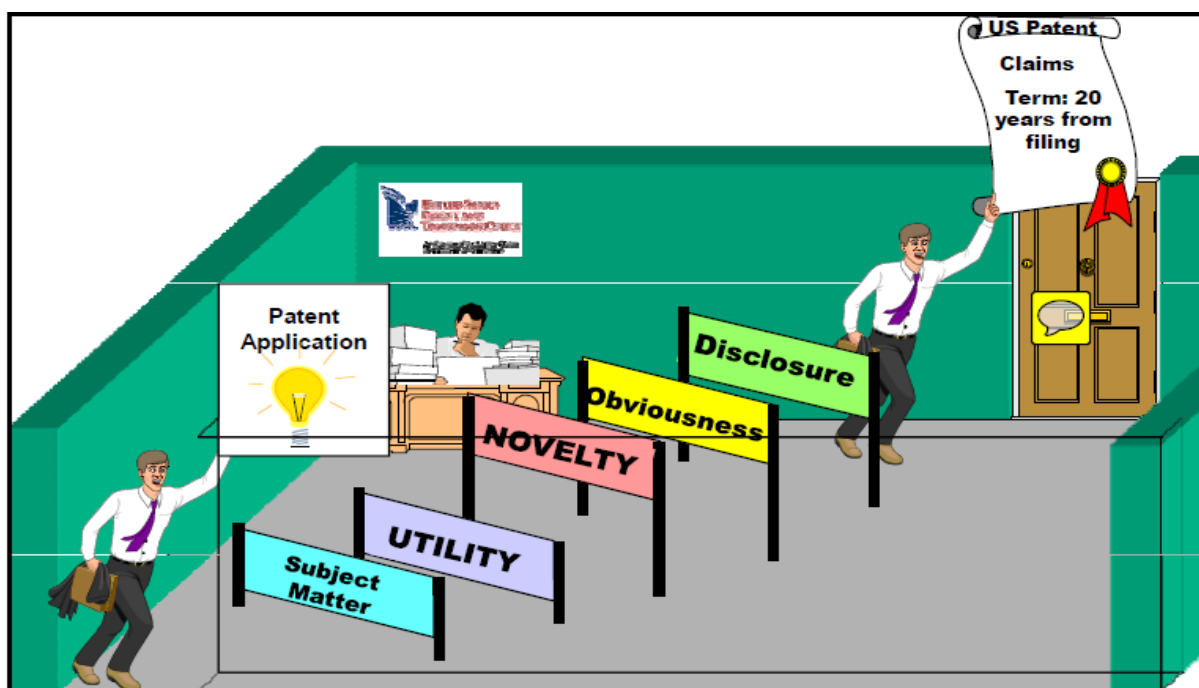 Patent
Application
Subject
Matter
UTILITY
NOVELTY
Obviousness
Disclosure
US Patent
Claims
Term: 20
years from
filing